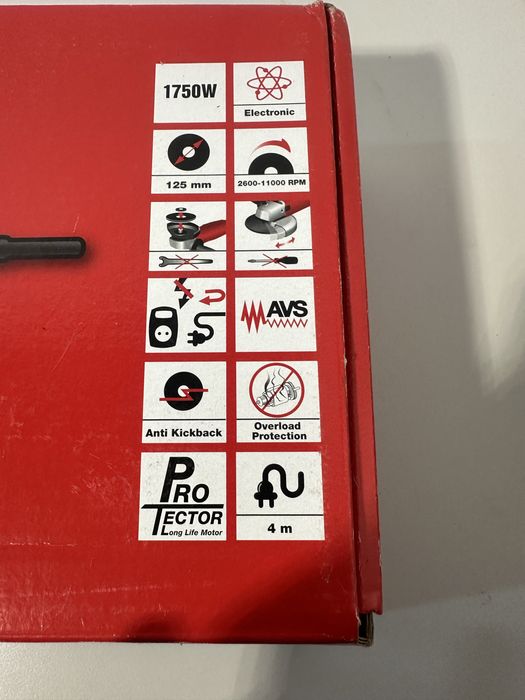 1750W
Electronic
125 mm
2600-11000 RPM
AVS
Anti Kickback
Overload
Protection
PRO
TECTOR
Long Life Motor
4 m